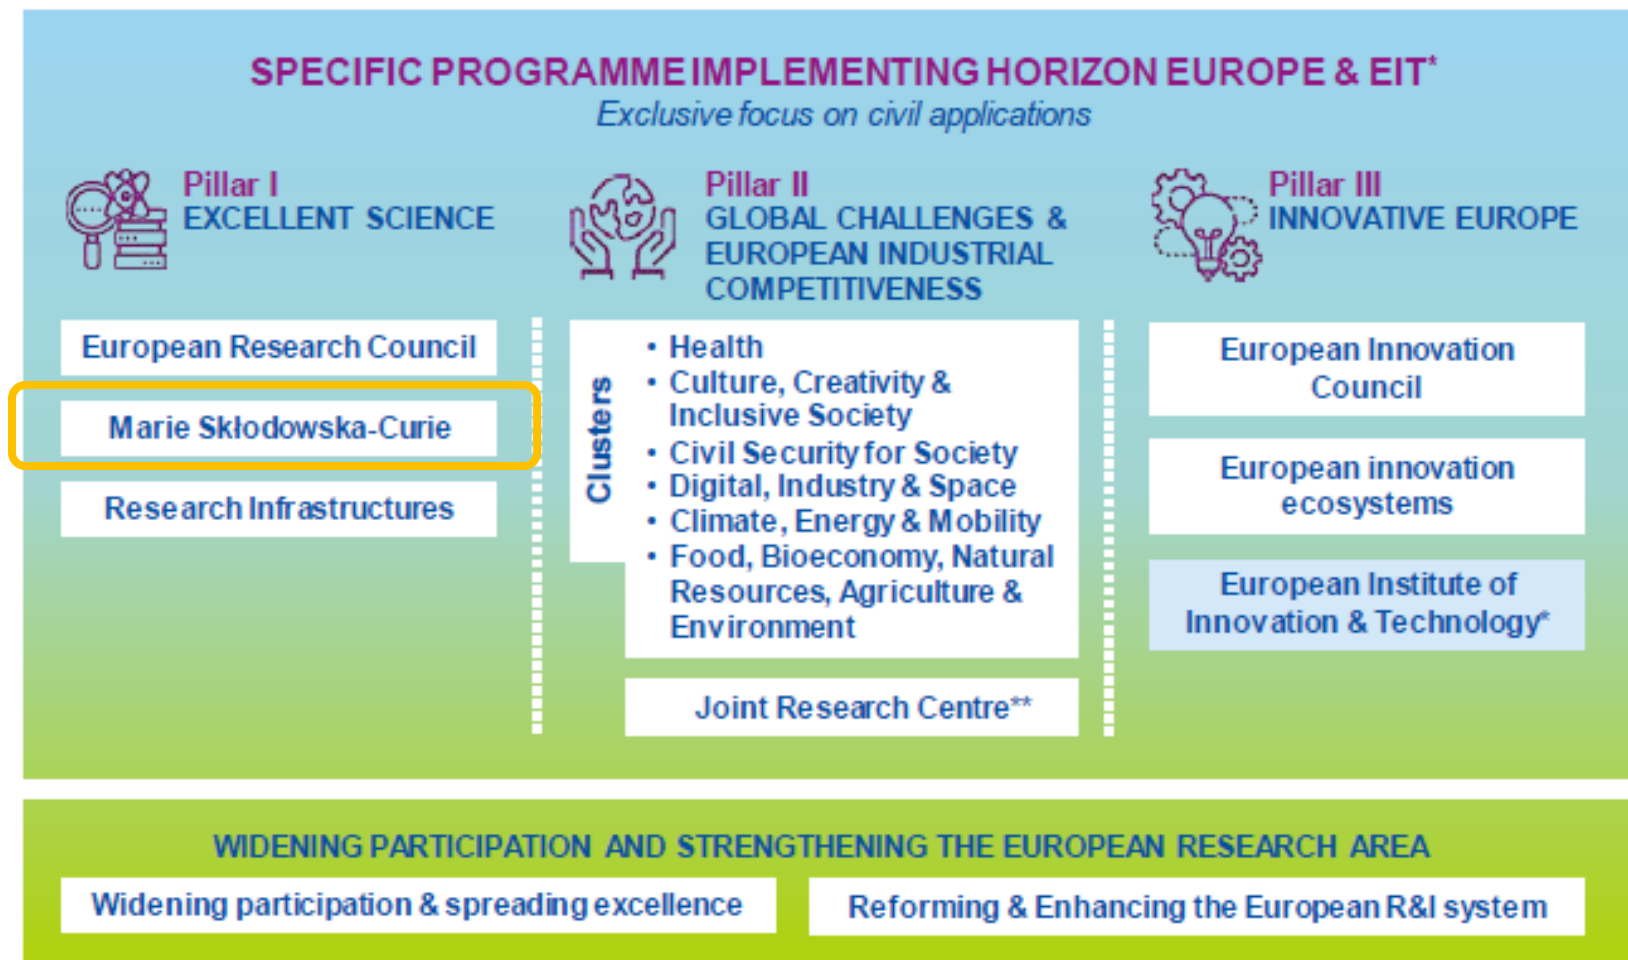 SPECIFIC PROGRAMME IMPLEMENTING HORIZON EUROPE & EIT*
Exclusive focus on civil applications
Pillar I
EXCELLENT SCIENCE
European Research Council
Marie Skłodowska-Curie
Research Infrastructures
Pillar II
GLOBAL CHALLENGES &
EUROPEAN INDUSTRIAL
COMPETITIVENESS
Clusters
• Health
• Culture, Creativity &
Inclusive Society
• Civil Security for Society
• Digital, Industry & Space
• Climate, Energy & Mobility
• Food, Bioeconomy, Natural
Resources, Agriculture &
Environment
Joint Research Centre**
Pillar III
INNOVATIVE EUROPE
European Innovation
Council
European innovation
ecosystems
European Institute of
Innovation & Technology*
WIDENING PARTICIPATION AND STRENGTHENING THE EUROPEAN RESEARCH AREA
Widening participation & spreading excellence
Reforming & Enhancing the European R&I system